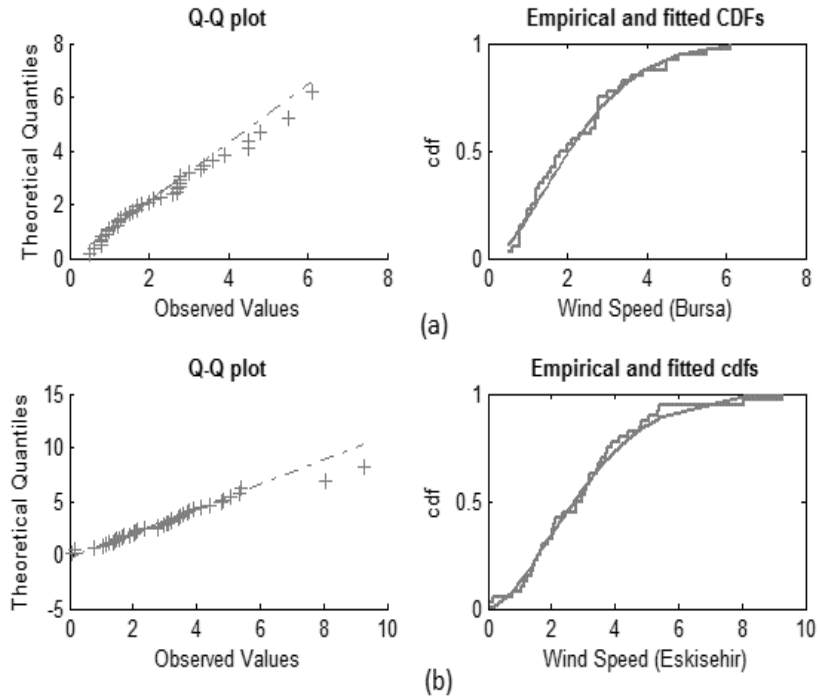 Q-Q plot
8
6
4
2
0
0 2 4 6 8
Theoretical Quantiles
Observed Values
Empirical and fitted CDFs
1
0.5
0
0 2 4 6 8
cdf
Wind Speed (Bursa)
(a)
Q-Q plot
15
10
5
0
-5
0 2 4 6 8 10
Theoretical Quantiles
Observed Values
Empirical and fitted cdfs
1
0.5
0
0 2 4 6 8 10
cdf
Wind Speed (Eskisehir)
(b)